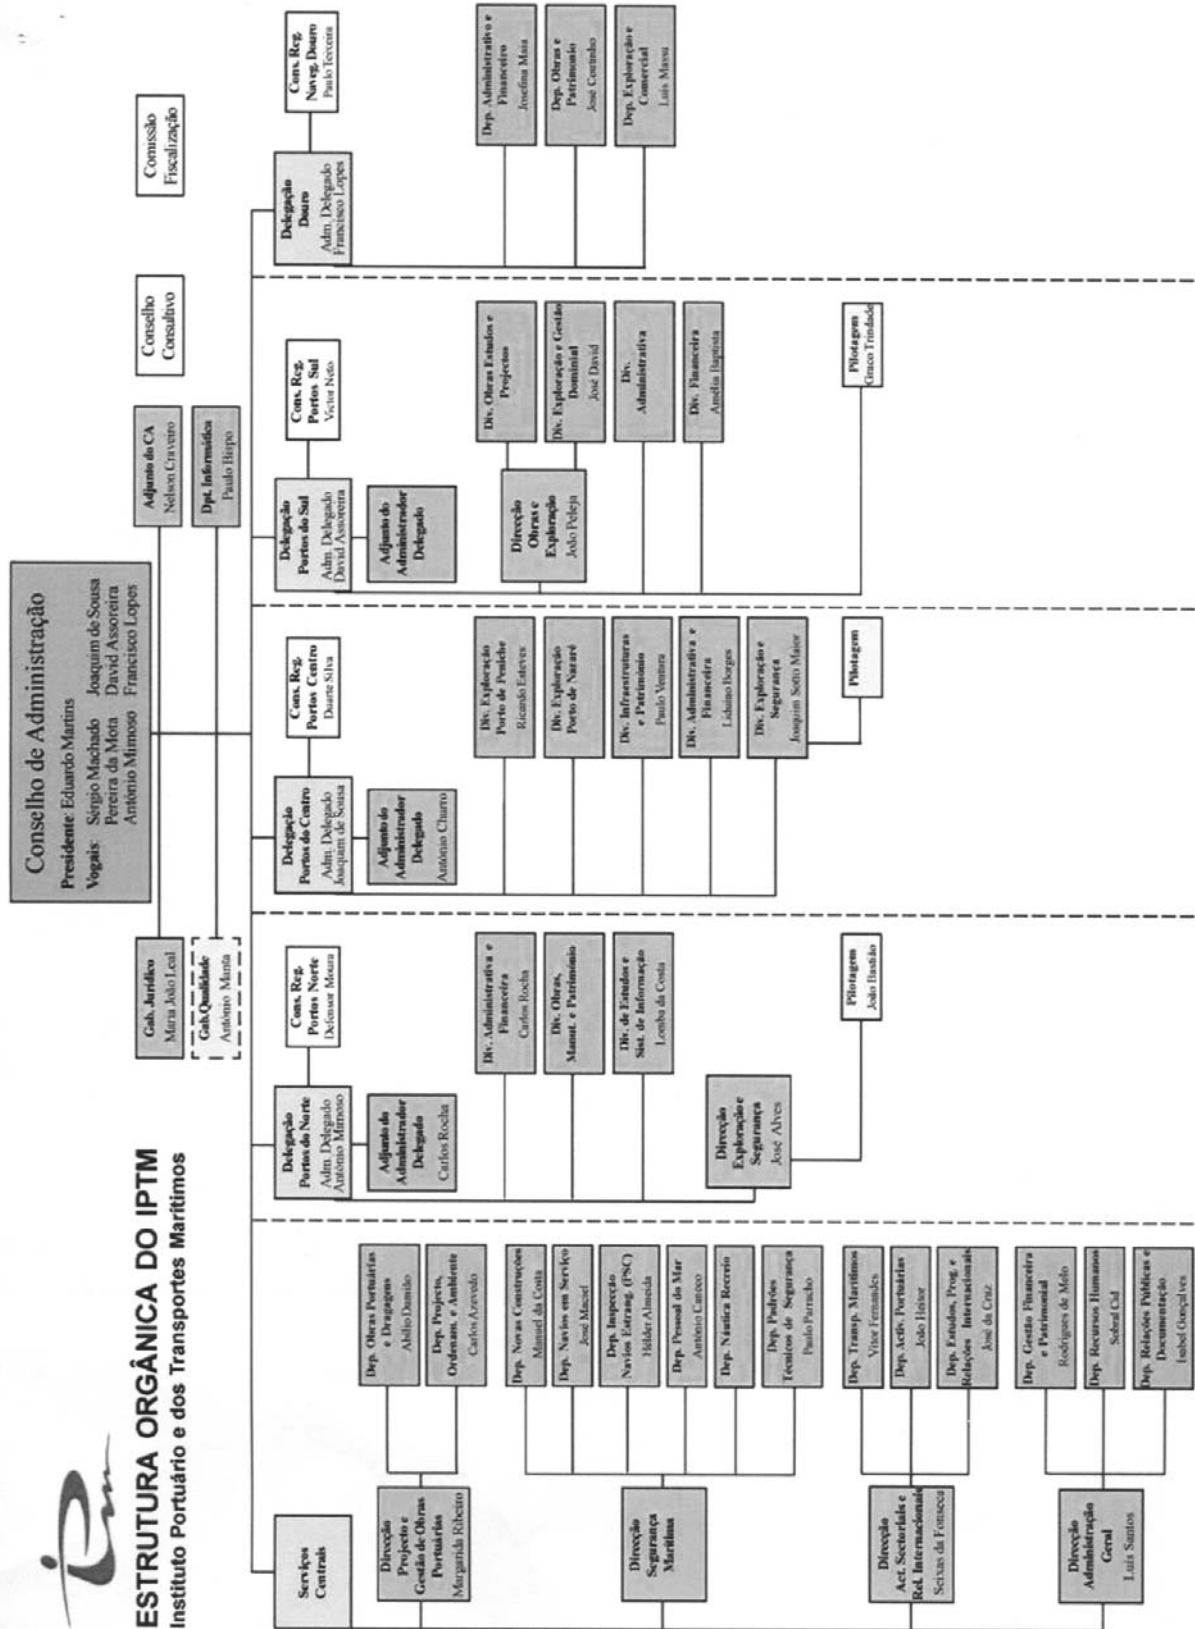 ESTRUTURA ORGÂNICA DO IPTM
Instituto Portuário e dos Transportes Marítimos
Conselho de Administração
Presidente: Eduardo Martins
Vogais: Sérgio Machado Joaquim de Sousa
Pereira da Mota David Assoreira
António Mimoso Francisco Lopes
Gab. Jurídico
Maria João Leal
Gab.Qualidade
António Manta
Adjunto do CA
Nelson Craveiro
Dpt. Informática
Paulo Bispo
Conselho
Consultivo
Comissão
Fiscalização
Serviços
Centrais
Direcção
Projecto e
Gestão de Obras
Portuárias
Margarida Ribeiro
Dep. Obras Portuárias
e Dragagens
Abílio Damião
Dep. Projecto,
Ordenam. e Ambiente
Carlos Azevedo
Direcção
Segurança
Marítima
Dep. Novas Construções
Manuel da Costa
Dep. Navios em Serviço
José Maciel
Dep. Inspecção
Navios Estrang. (PSC)
Hélder Almeida
Dep. Pessoal do Mar
António Caneco
Dep. Náutica Recreio
Dep. Padrões
Técnicos de Segurança
Paulo Parracho
Direcção
Act. Sectoriais e
Rel. Internacionais
Seixas da Fonseca
Dep. Transp. Marítimos
Vítor Fernandes
Dep. Activ. Portuárias
João Heitor
Dep. Estudos, Prog. e
Relações Internacionais
José da Cruz
Direcção
Administração
Geral
Luís Santos
Dep. Gestão Financeira
e Patrimonial
Rodrigues de Melo
Dep. Recursos Humanos
Sobral Cid
Dep. Relações Públicas e
Documentação
Isabel Gonçalves
Delegação
Portos do Norte
Adm. Delegado
António Mimoso
Cons. Reg.
Portos Norte
Defensor Moura
Adjunto do
Administrador
Delegado
Carlos Rocha
Div. Administrativa e
Financeira
Carlos Rocha
Div. Obras,
Manut. e Património
Div. de Estudos e
Sist. de Informação
Lomba da Costa
Direcção
Exploração e
Segurança
José Alves
Pilotagem
João Bastião
Delegação
Portos do Centro
Adm. Delegado
Joaquim de Sousa
Cons. Reg.
Portos Centro
Duarte Silva
Adjunto do
Administrador
Delegado
António Charro
Div. Exploração
Porto de Peniche
Ricardo Esteves
Div. Exploração
Porto de Nazaré
Div. Infraestruturas
e Património
Paulo Ventura
Div. Administrativa e
Financeira
Liduino Borges
Div. Exploração e
Segurança
Joaquim Sotto Maior
Pilotagem
Delegação
Portos do Sul
Adm. Delegado
David Assoreira
Cons. Reg.
Portos Sul
Victor Neto
Adjunto do
Administrador
Delegado
Direcção
Obras e
Exploração
João Peleja
Div. Obras Estudos e
Projectos
Div. Exploração e Gestão
Dominial
José David
Div.
Administrativa
Div. Financeira
Amélia Baptista
Pilotagem
Graco Trindade
Delegação
Douro
Adm. Delegado
Francisco Lopes
Cons. Reg.
Naveg. Douro
Paulo Teixeira
Dep. Administrativo e
Financeiro
Josefina Maia
Dep. Obras e
Patrimonio
José Coutinho
Dep. Exploração e
Comercial
Luís